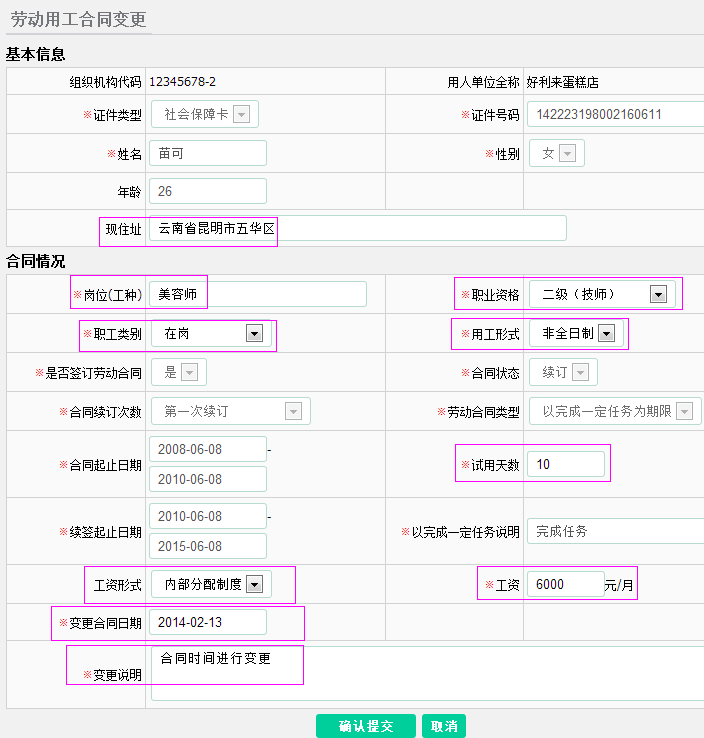 劳动用工合同变更
基本信息
组织机构代码 12345678-2 用人单位全称 好利来蛋糕店
※证件类型 社会保障卡 ※证件号码 142223198002160611
※姓名 苗可 ※性别 女
年龄 26
现住址 云南省昆明市五华区
合同情况
※岗位(工种) 美容师 ※职业资格 二级（技师）
※职工类别 在岗 ※用工形式 非全日制
※是否签订劳动合同 是 ※合同状态 续订
※合同续订次数 第一次续订 ※劳动合同类型 以完成一定任务为期限
※合同起止日期 2008-06-08 - 2010-06-08 ※试用天数 10
※续签起止日期 2010-06-08 - 2015-06-08 ※以完成一定任务说明 完成任务
工资形式 内部分配制度 ※工资 6000 元/月
※变更合同日期 2014-02-13
※变更说明 合同时间进行变更
确认提交 取消